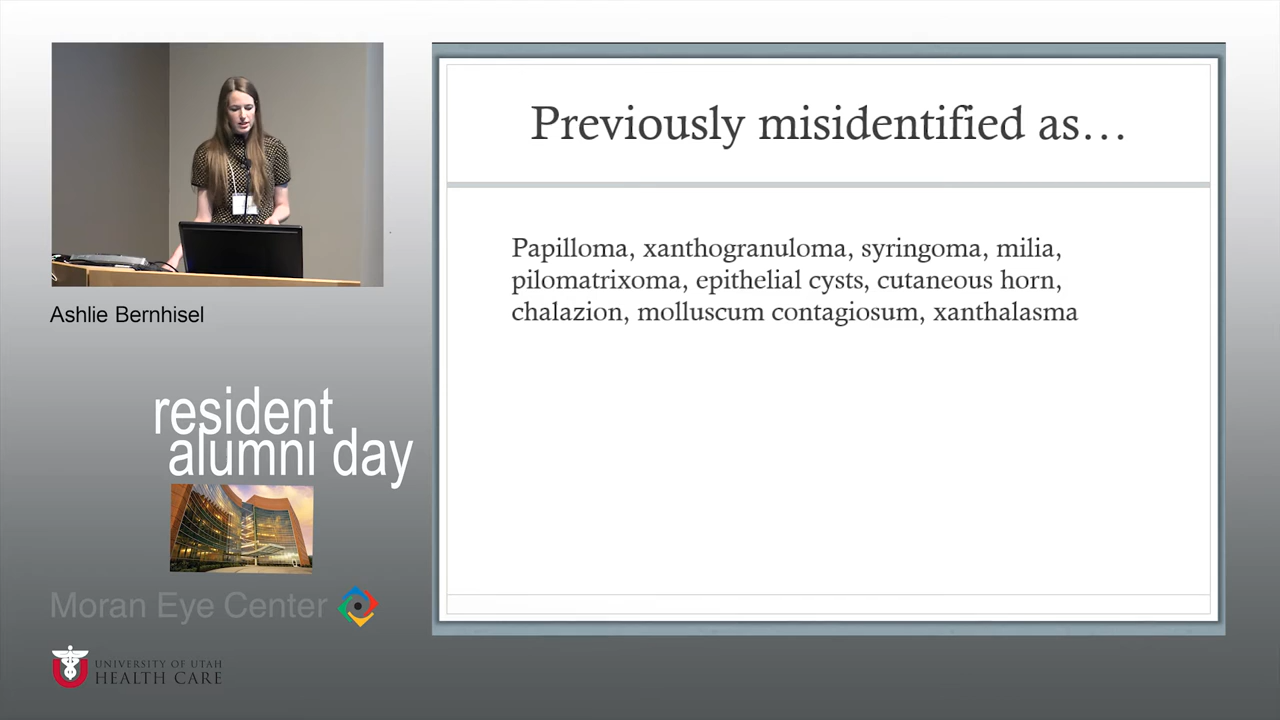 Previously misidentified as…
Papilloma, xanthogranuloma, syringoma, milia,
pilomatrixoma, epithelial cysts, cutaneous horn,
chalazion, molluscum contagiosum, xanthalasma
Ashlie Bernhisel
resident
alumni day
Moran Eye Center
UNIVERSITY OF UTAH
HEALTH CARE